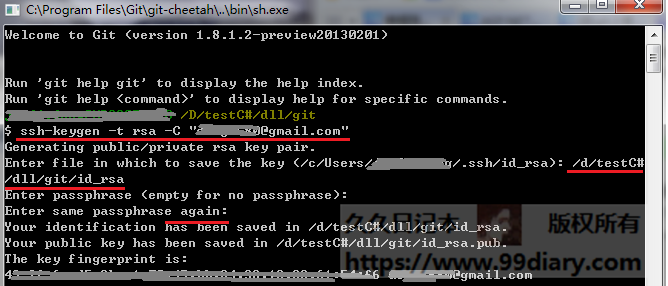 C:\Program Files\Git\git-cheetah\..\bin\sh.exe
Welcome to Git (version 1.8.1.2-preview20130201)
Run 'git help git' to display the help index.
Run 'git help <command>' to display help for specific commands.
/D/testC#/dll/git
$ ssh-keygen -t rsa -C "@gmail.com"
Generating public/private rsa key pair.
Enter file in which to save the key (/c/Users//.ssh/id_rsa): /d/testC#
/dll/git/id_rsa
Enter passphrase (empty for no passphrase):
Enter same passphrase again:
Your identification has been saved in /d/testC#/dll/git/id_rsa.
Your public key has been saved in /d/testC#/dll/git/id_rsa.pub.
The key fingerprint is:
@gmail.com
久久日记本 版权所有
https://www.99diary.com